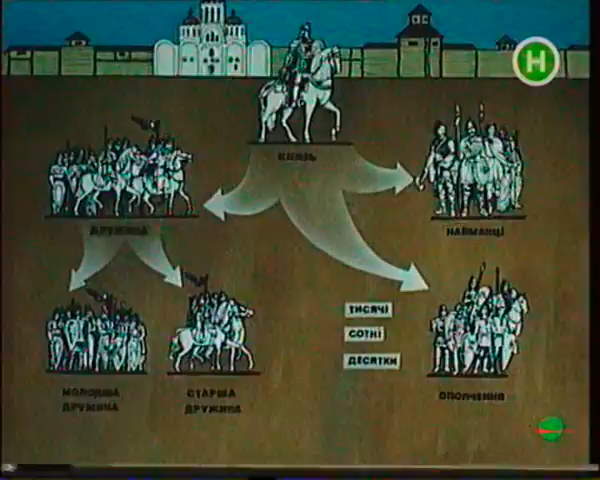 Н
КНЯЗЬ
ДРУЖИНА
НАЙМАНЦІ
ТИСЯЧІ
СОТНІ
ДЕСЯТКИ
МОЛОДША
ДРУЖИНА
СТАРША
ДРУЖИНА
ОПОЛЧЕННЯ